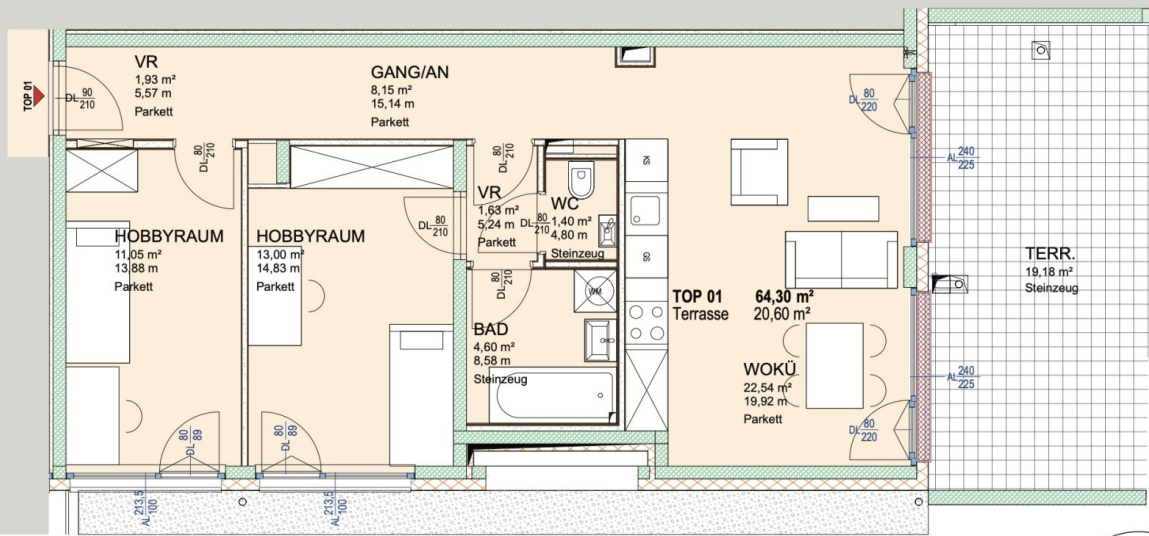 TOP 01
DL 90
210
VR
1,93 m²
5,57 m
Parkett
GANG/AN
8,15 m²
15,14 m
Parkett
DL 80
210
DL 80
210
DL 80
210
HOBBYRAUM
11,05 m²
13,88 m
Parkett
HOBBYRAUM
13,00 m²
14,83 m
Parkett
VR
1,63 m²
5,24 m
Parkett
DL 80
210
WC
1,40 m²
4,80 m
Steinzeug
DL 80
210
WM
BAD
4,60 m²
8,58 m
Steinzeug
KS
GS
TOP 01 64,30 m²
Terrasse 20,60 m²
WOKÜ
22,54 m²
19,92 m
Parkett
DL 80
220
AL 240
225
TERR.
19,18 m²
Steinzeug
AL 240
225
DL 80
220
DL 80
89
DL 80
89
AL 213,5
100
AL 213,5
100